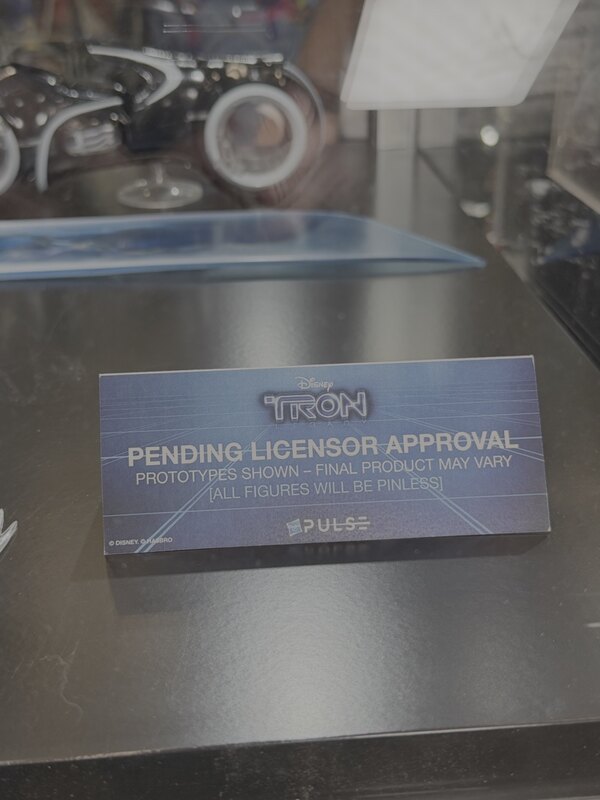 Disney
TRON
PENDING LICENSOR APPROVAL
PROTOTYPES SHOWN – FINAL PRODUCT MAY VARY
[ALL FIGURES WILL BE PINLESS]
PULSE
© DISNEY. © HASBRO